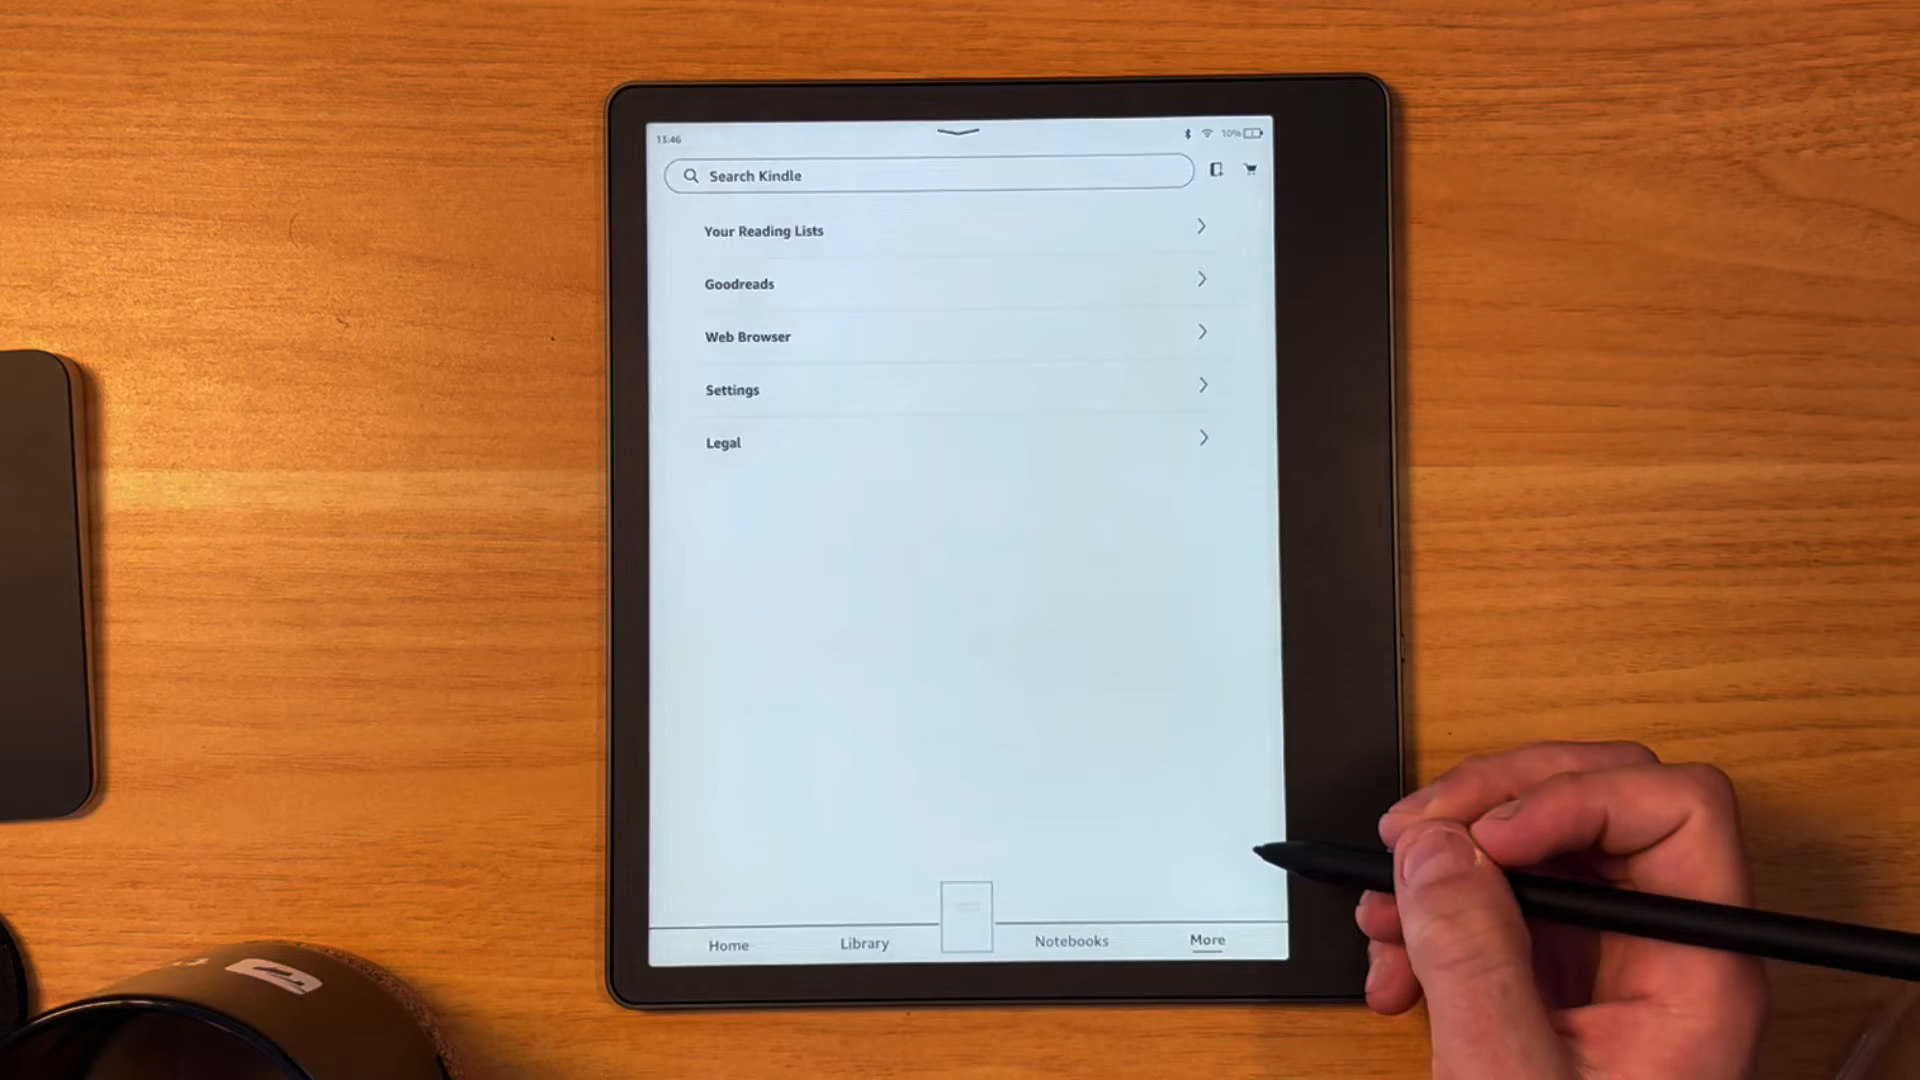 13:46
10%
Search Kindle
Your Reading Lists
Goodreads
Web Browser
Settings
Legal
Home Library Notebooks More